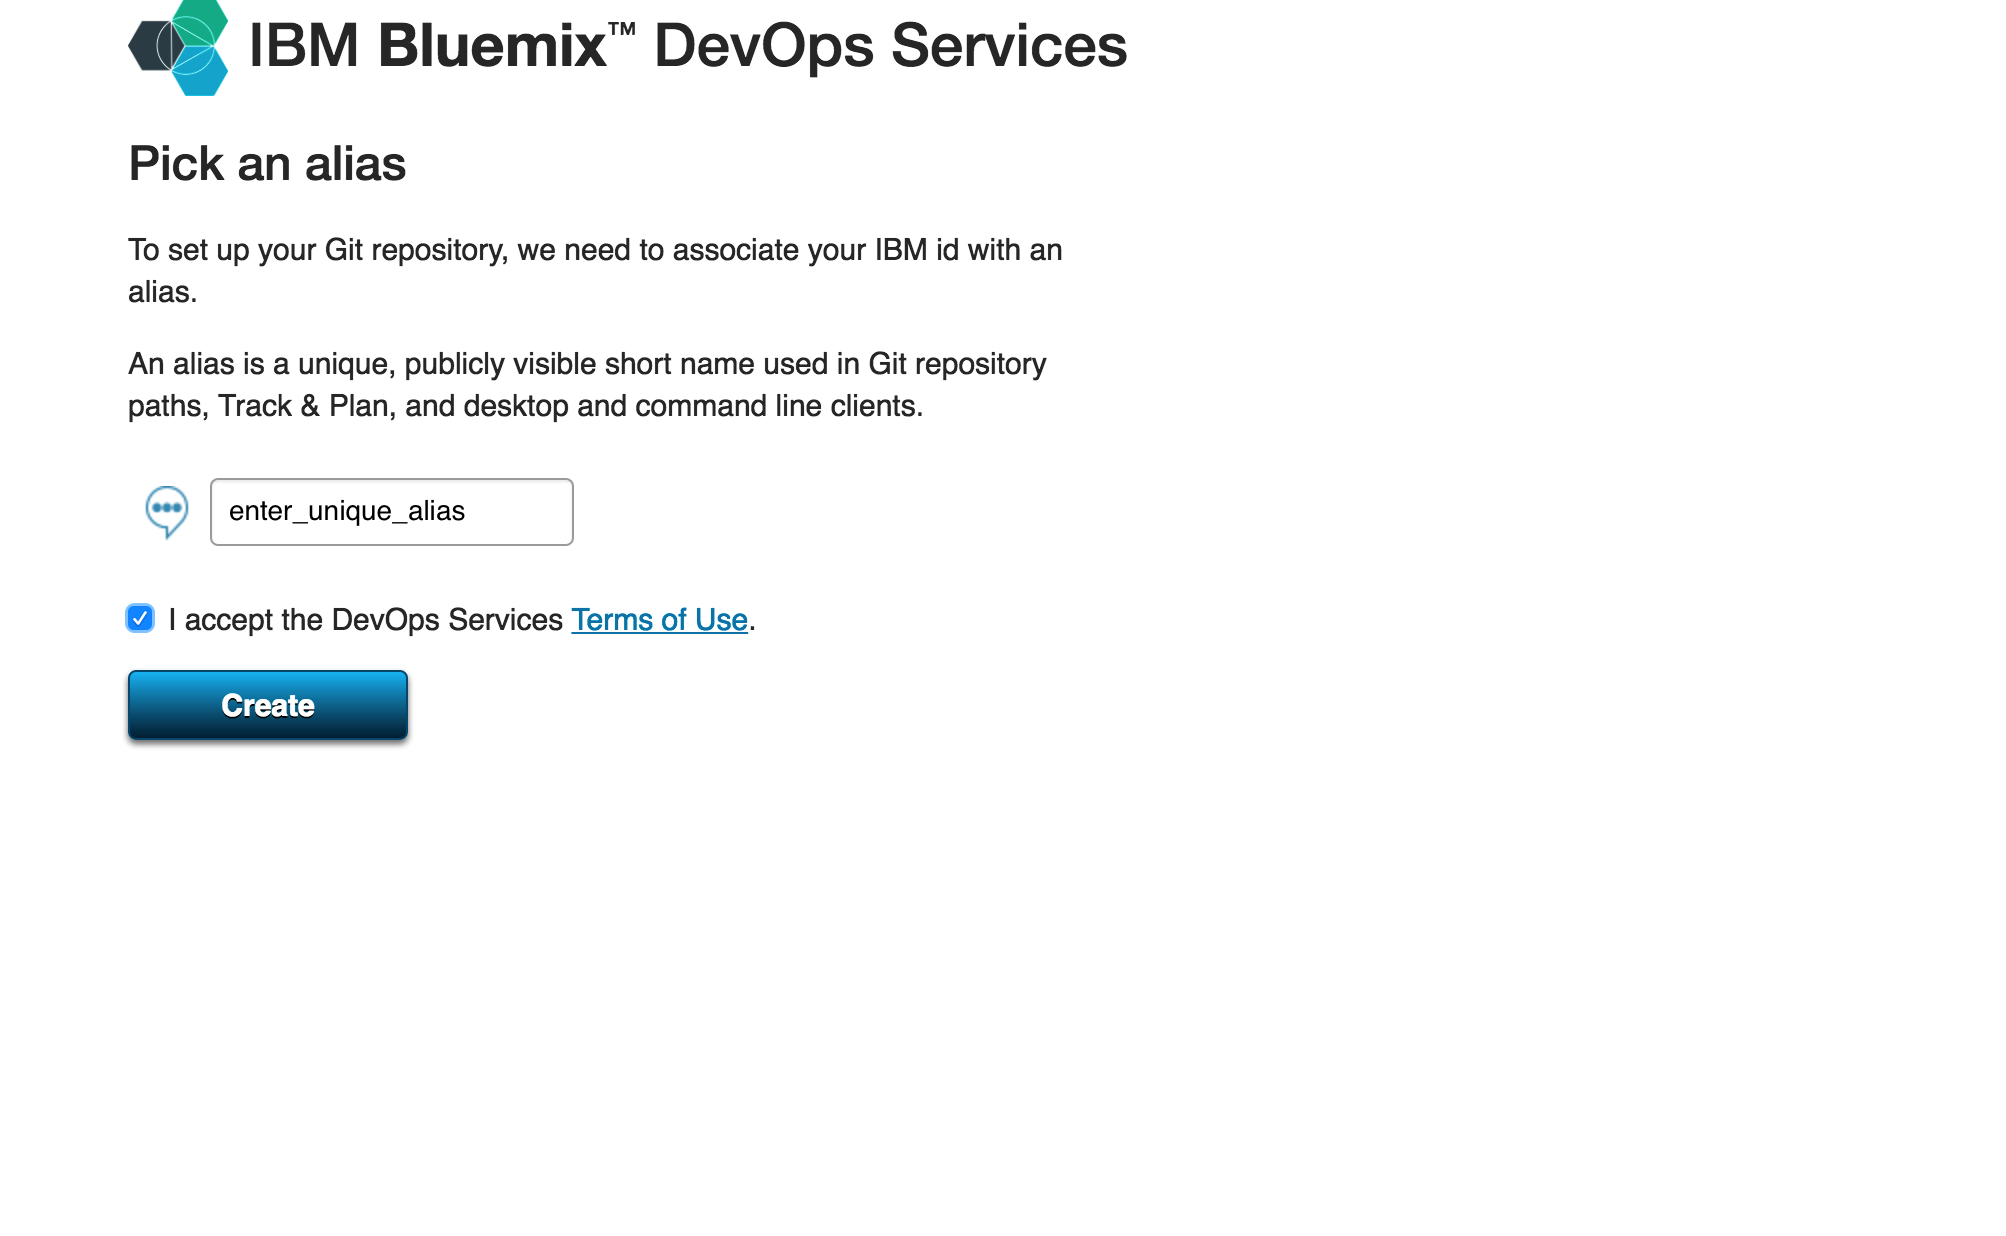 IBM Bluemix™ DevOps Services
Pick an alias
To set up your Git repository, we need to associate your IBM id with an
alias.
An alias is a unique, publicly visible short name used in Git repository
paths, Track & Plan, and desktop and command line clients.
enter_unique_alias
I accept the DevOps Services Terms of Use.
Create